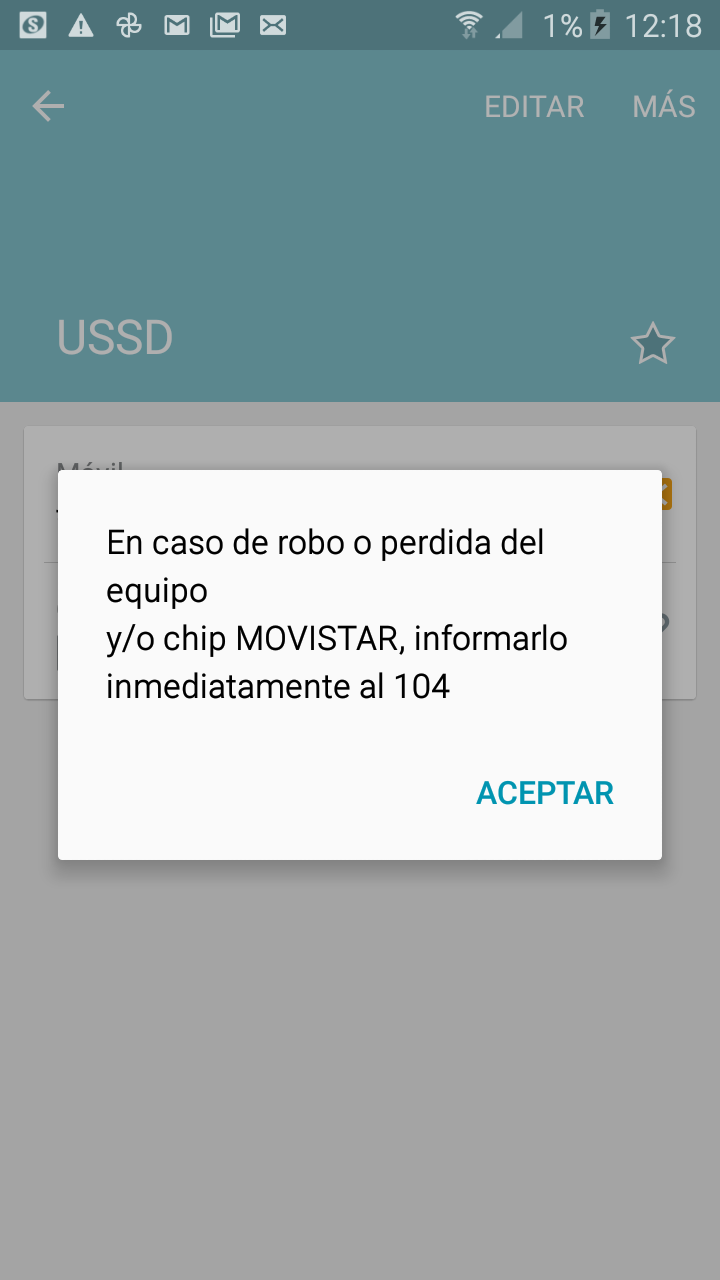 1% 12:18
EDITAR MÁS
USSD
Móvil
En caso de robo o perdida del
equipo
y/o chip MOVISTAR, informarlo
inmediatamente al 104
ACEPTAR